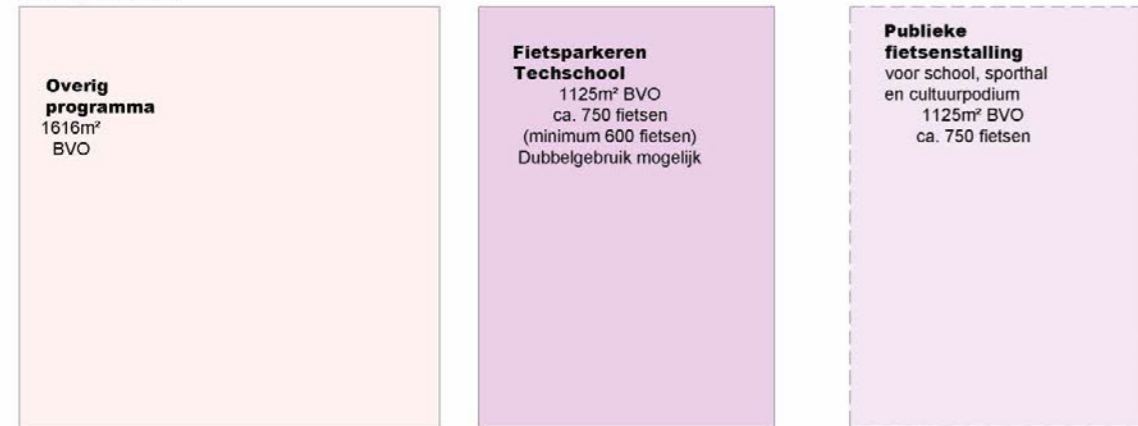 Overig
programma
1616m²
BVO
Fietsparkeren
Techschool
1125m² BVO
ca. 750 fietsen
(minimum 600 fietsen)
Dubbelgebruik mogelijk
Publieke
fietsenstalling
voor school, sporthal
en cultuurpodium
1125m² BVO
ca. 750 fietsen